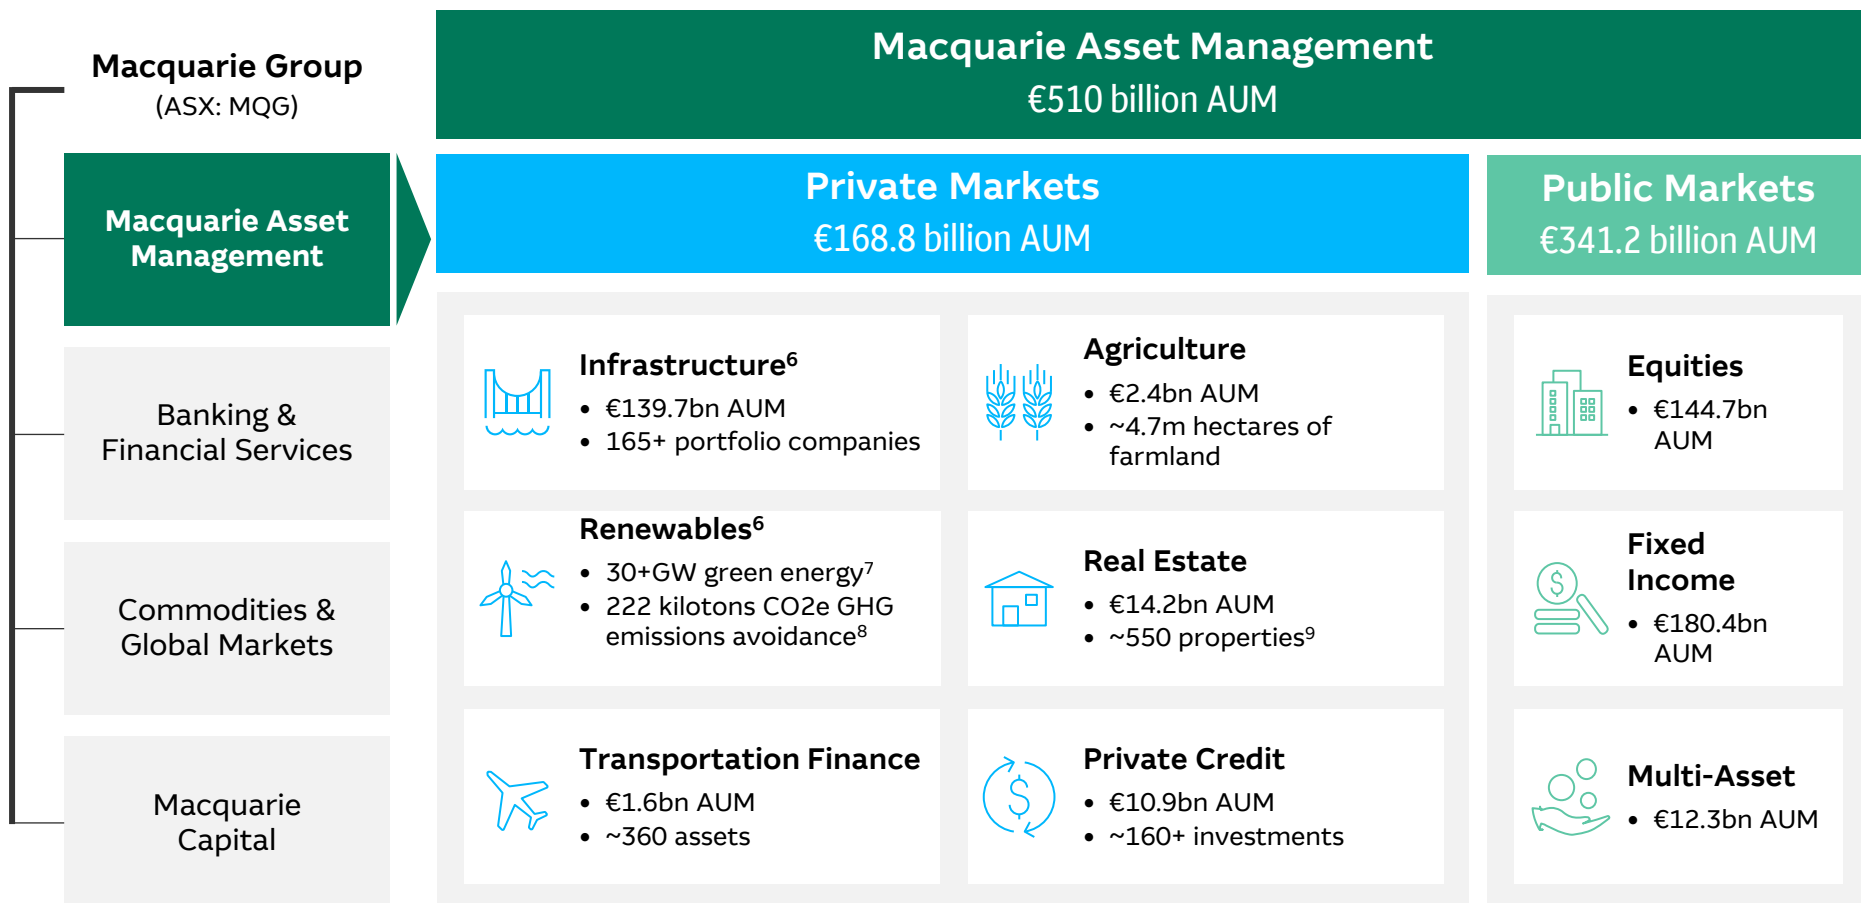 Macquarie Group
(ASX: MQG)
Macquarie Asset
Management
Banking &
Financial Services
Commodities &
Global Markets
Macquarie
Capital
Macquarie Asset Management
€510 billion AUM
Private Markets
€168.8 billion AUM
Infrastructure⁶
• €139.7bn AUM
• 165+ portfolio companies
Agriculture
• €2.4bn AUM
• ~4.7m hectares of
farmland
Renewables⁶
• 30+GW green energy⁷
• 222 kilotons CO2e GHG
emissions avoidance⁸
Real Estate
• €14.2bn AUM
• ~550 properties⁹
Transportation Finance
• €1.6bn AUM
• ~360 assets
Private Credit
• €10.9bn AUM
• ~160+ investments
Public Markets
€341.2 billion AUM
Equities
• €144.7bn
AUM
Fixed
Income
• €180.4bn
AUM
Multi-Asset
• €12.3bn AUM